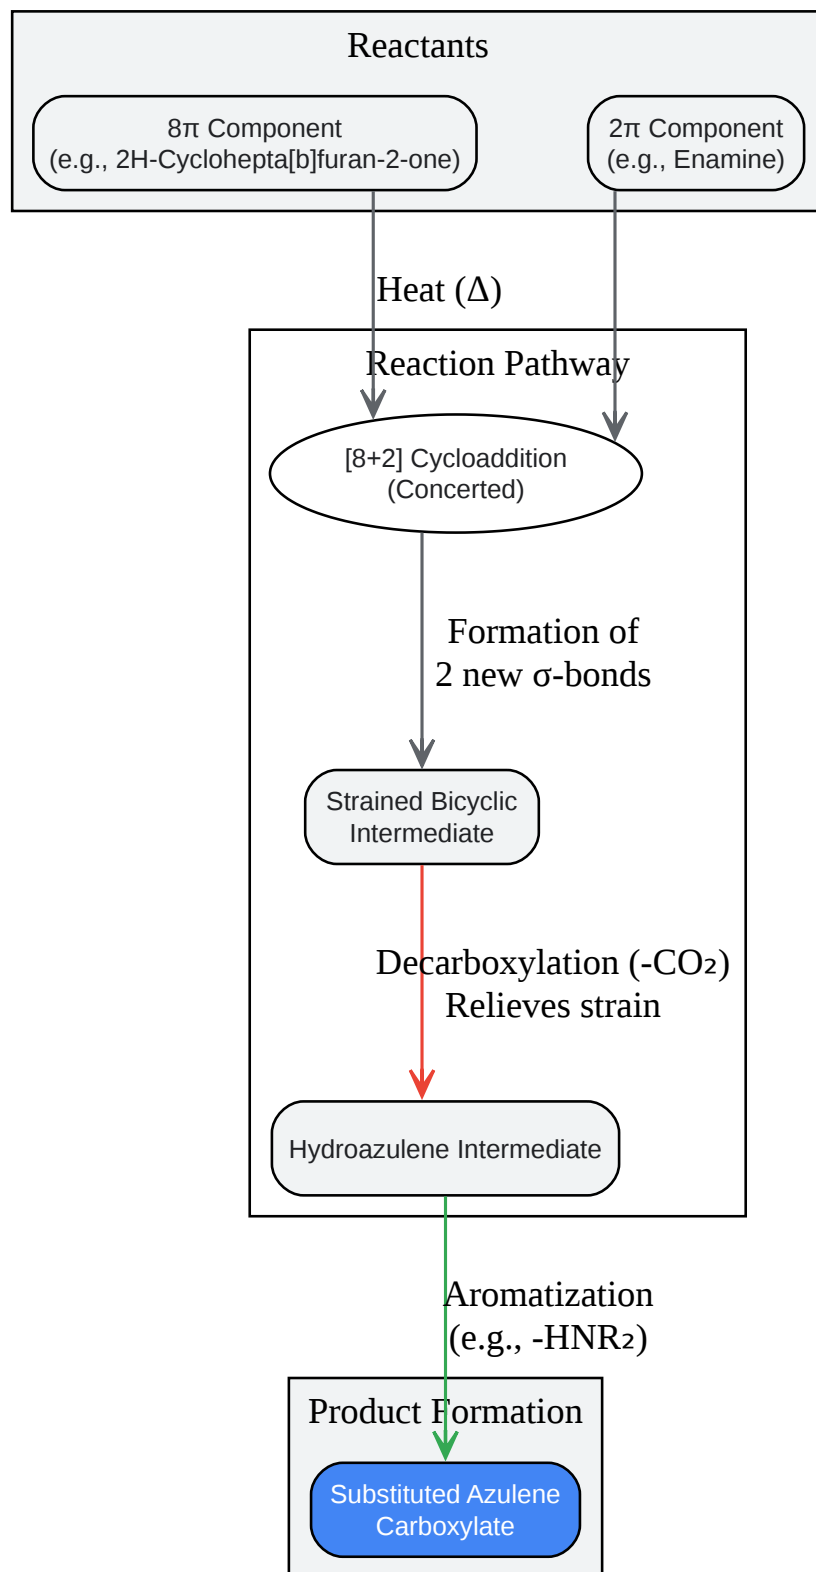 Reactants
8π Component
(e.g., 2H-Cyclohepta[b]furan-2-one)
2π Component
(e.g., Enamine)
Heat (Δ)
Reaction Pathway
[8+2] Cycloaddition
(Concerted)
Formation of
2 new σ-bonds
Strained Bicyclic
Intermediate
Decarboxylation (-CO₂)
Relieves strain
Hydroazulene Intermediate
Aromatization
(e.g., -HNR₂)
Product Formation
Substituted Azulene
Carboxylate